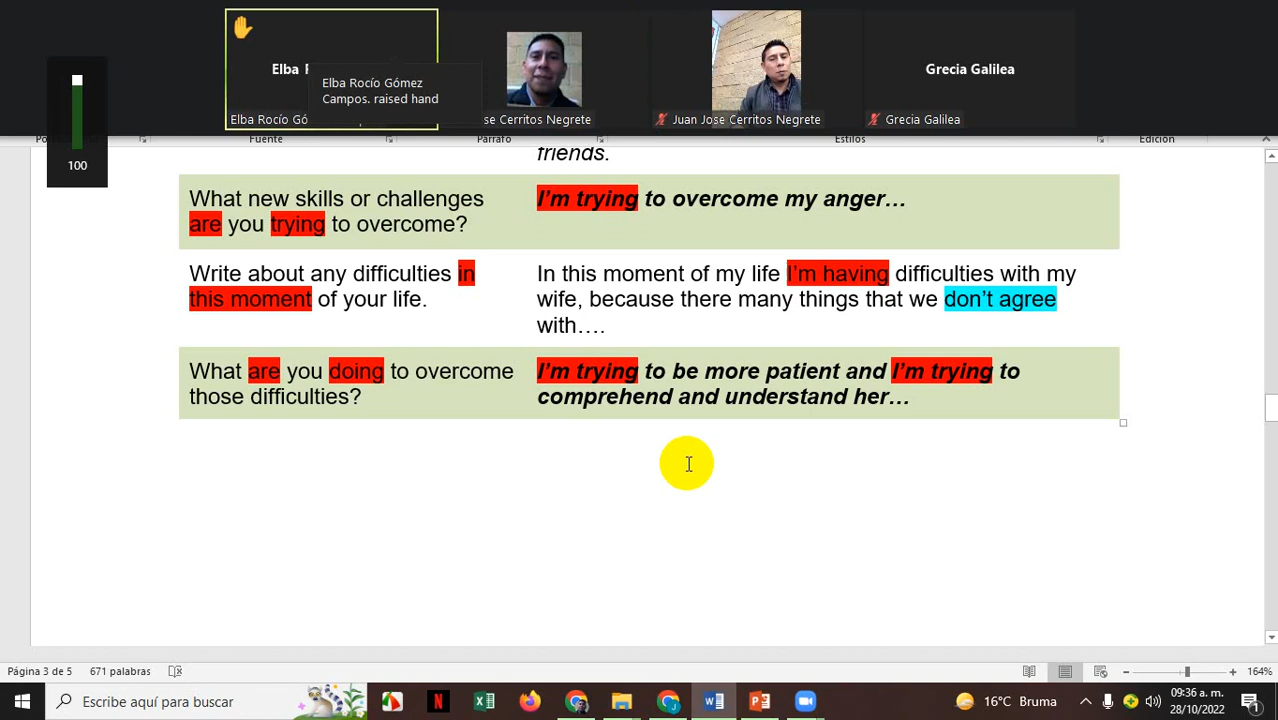 Elba R
Elba Rocío Gómez
Campos. raised hand
Elba Rocío Gó
se Cerritos Negrete
Juan Jose Cerritos Negrete
Grecia Galilea
Grecia Galilea
100
Fuente
Párrafo
Estilos
Edición
friends.
What new skills or challenges
are you trying to overcome?
I'm trying to overcome my anger…
Write about any difficulties in
this moment of your life.
In this moment of my life I'm having difficulties with my
wife, because there many things that we don't agree
with….
What are you doing to overcome
those difficulties?
I'm trying to be more patient and I'm trying to
comprehend and understand her…
Página 3 de 5
671 palabras
164%
Escribe aquí para buscar
16°C Bruma
09:36 a. m.
28/10/2022